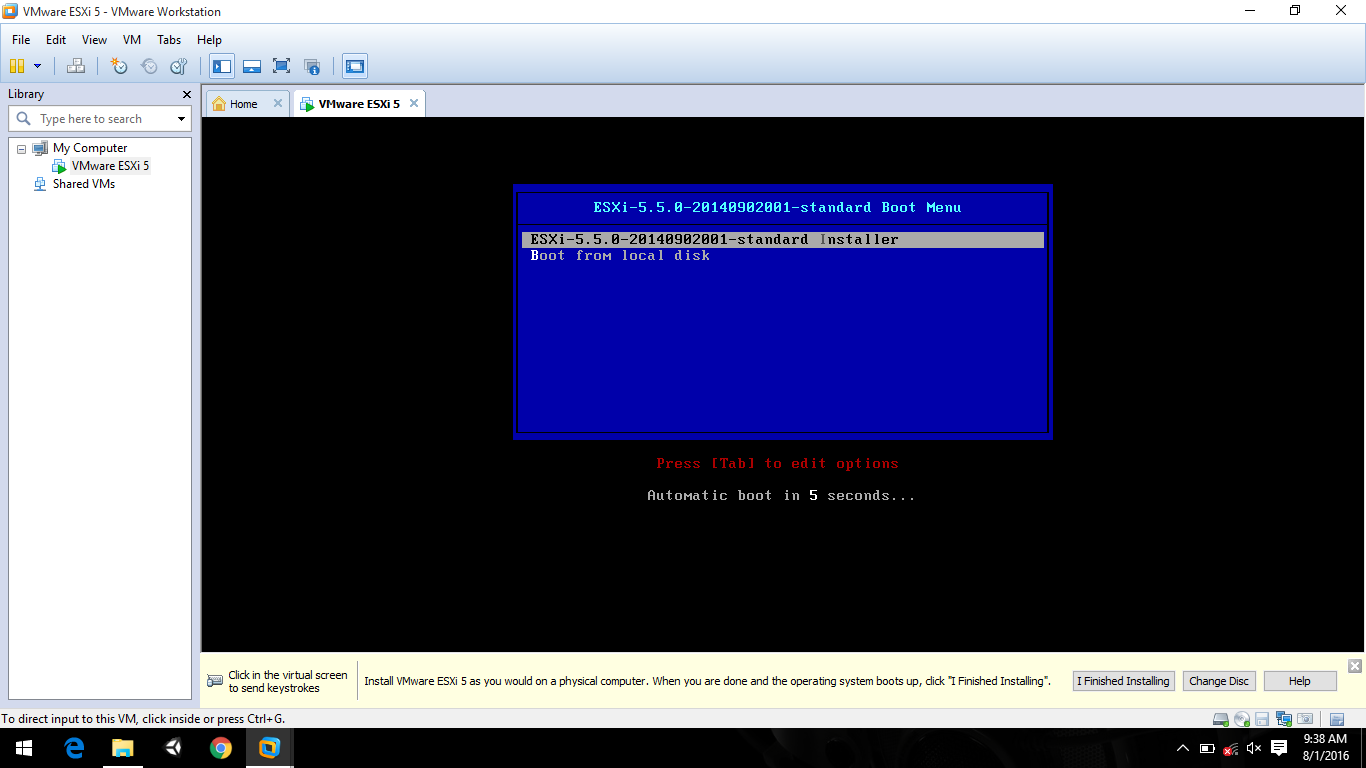 VMware ESXi 5 - VMware Workstation
File Edit View VM Tabs Help
Library
Type here to search
My Computer
VMware ESXi 5
Shared VMs
Home
VMware ESXi 5
ESXi-5.5.0-20140902001-standard Boot Menu
ESXi-5.5.0-20140902001-standard Installer
Boot from local disk
Press [Tab] to edit options
Automatic boot in 5 seconds...
Click in the virtual screen
to send keystrokes
Install VMware ESXi 5 as you would on a physical computer. When you are done and the operating system boots up, click "I Finished Installing".
I Finished Installing
Change Disc
Help
To direct input to this VM, click inside or press Ctrl+G.
9:38 AM
8/1/2016